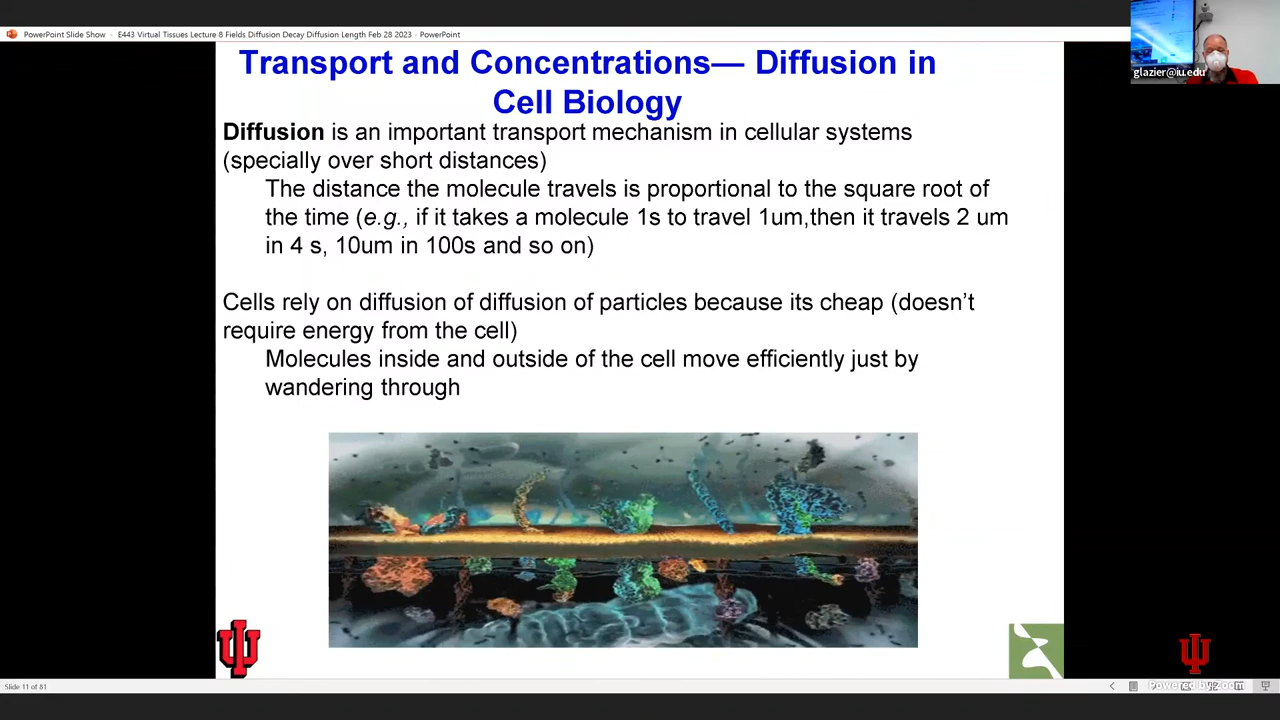 PowerPoint Slide Show - E443 Virtual Tissues Lecture 8 Fields Diffusion Decay Diffusion Length Feb 28 2023 - PowerPoint
glazier@iu.edu
Transport and Concentrations— Diffusion in
Cell Biology
Diffusion is an important transport mechanism in cellular systems
(specially over short distances)
The distance the molecule travels is proportional to the square root of
the time (e.g., if it takes a molecule 1s to travel 1um,then it travels 2 um
in 4 s, 10um in 100s and so on)
Cells rely on diffusion of diffusion of particles because its cheap (doesn't
require energy from the cell)
Molecules inside and outside of the cell move efficiently just by
wandering through
Slide 11 of 81
Powered by Zoom